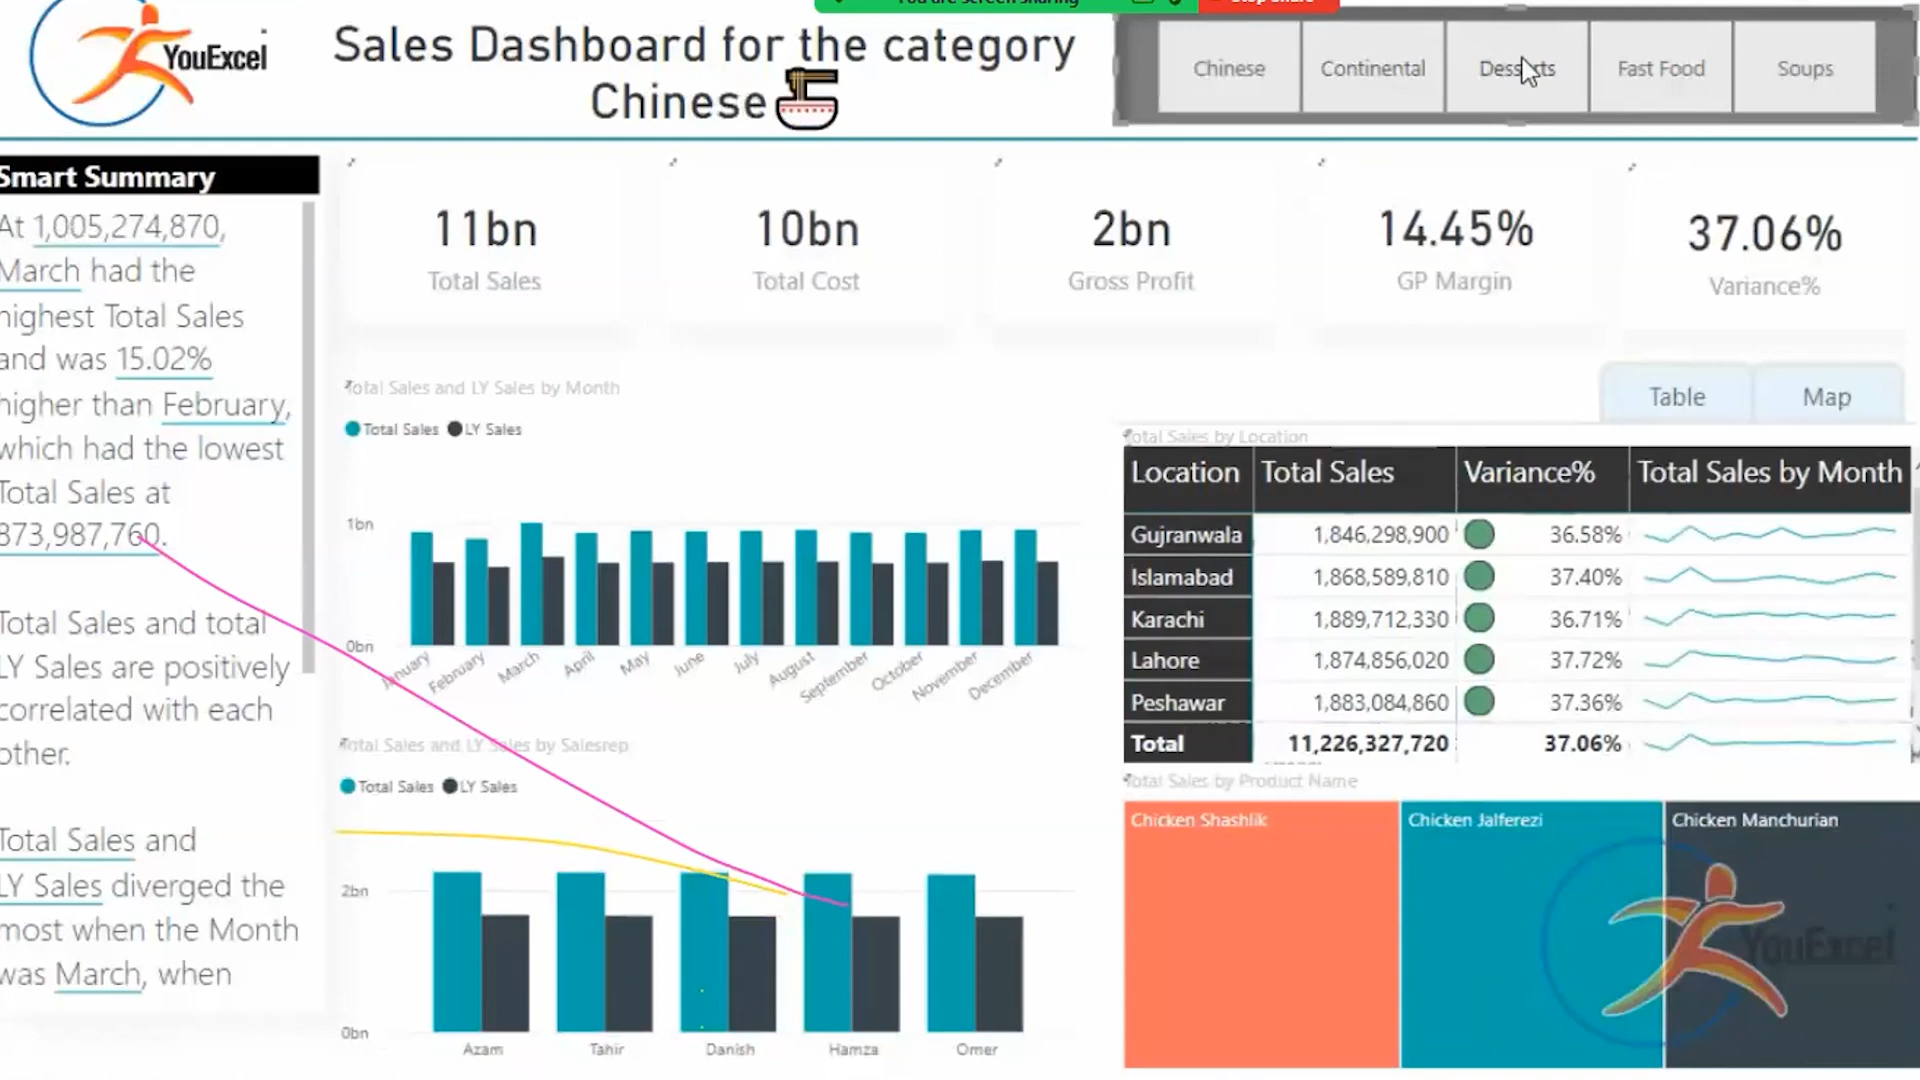 You are screen sharing
Stop Share
YouExcel
Sales Dashboard for the category
Chinese
Chinese
Continental
Desserts
Fast Food
Soups
Smart Summary
At 1,005,274,870,
March had the
highest Total Sales
and was 15.02%
higher than February,
which had the lowest
Total Sales at
873,987,760.
Total Sales and total
LY Sales are positively
correlated with each
other.
Total Sales and
LY Sales diverged the
most when the Month
was March, when
11bn
Total Sales
10bn
Total Cost
2bn
Gross Profit
14.45%
GP Margin
37.06%
Variance%
Total Sales and LY Sales by Month
Total Sales LY Sales
1bn
0bn
January February March April May June July August September October November December
Total Sales and LY Sales by Salesrep
Total Sales LY Sales
2bn
0bn
Azam Tahir Danish Hamza Omer
Table Map
Total Sales by Location
Location Total Sales Variance% Total Sales by Month
Gujranwala 1,846,298,900 36.58%
Islamabad 1,868,589,810 37.40%
Karachi 1,889,712,330 36.71%
Lahore 1,874,856,020 37.72%
Peshawar 1,883,084,860 37.36%
Total 11,226,327,720 37.06%
Total Sales by Product Name
Chicken Shashlik
Chicken Jalferezi
Chicken Manchurian
YouExcel